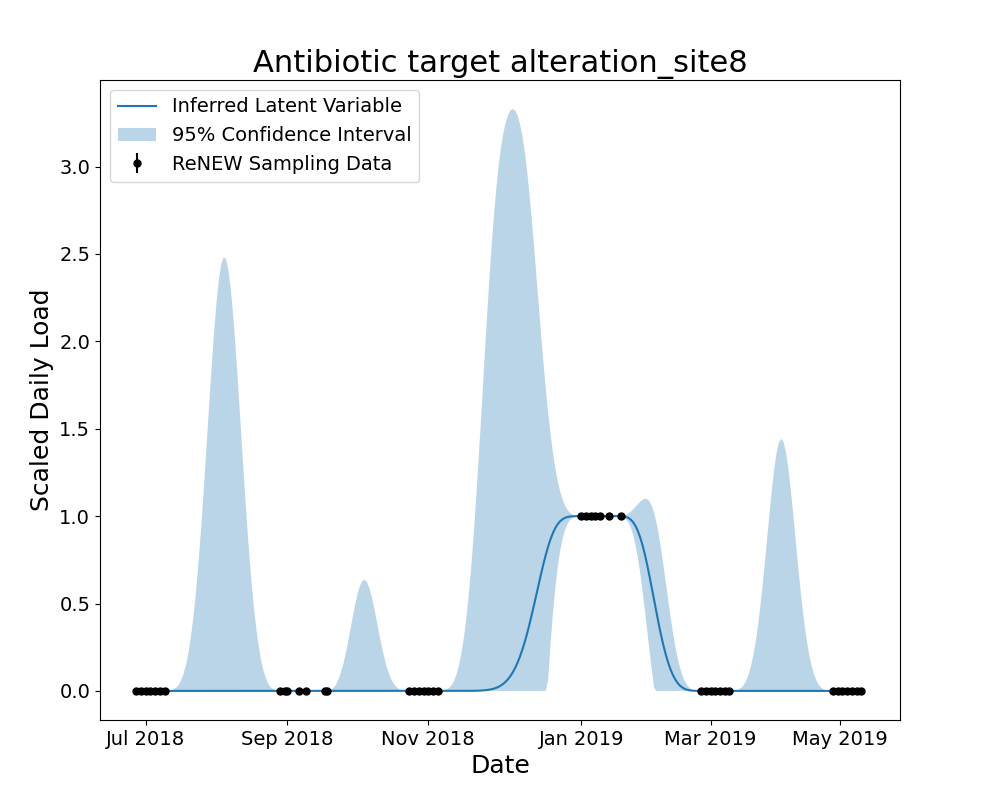 Antibiotic target alteration_site8
Inferred Latent Variable
95% Confidence Interval
ReNEW Sampling Data
Scaled Daily Load
3.0
2.5
2.0
1.5
1.0
0.5
0.0
Jul 2018 Sep 2018 Nov 2018 Jan 2019 Mar 2019 May 2019
Date